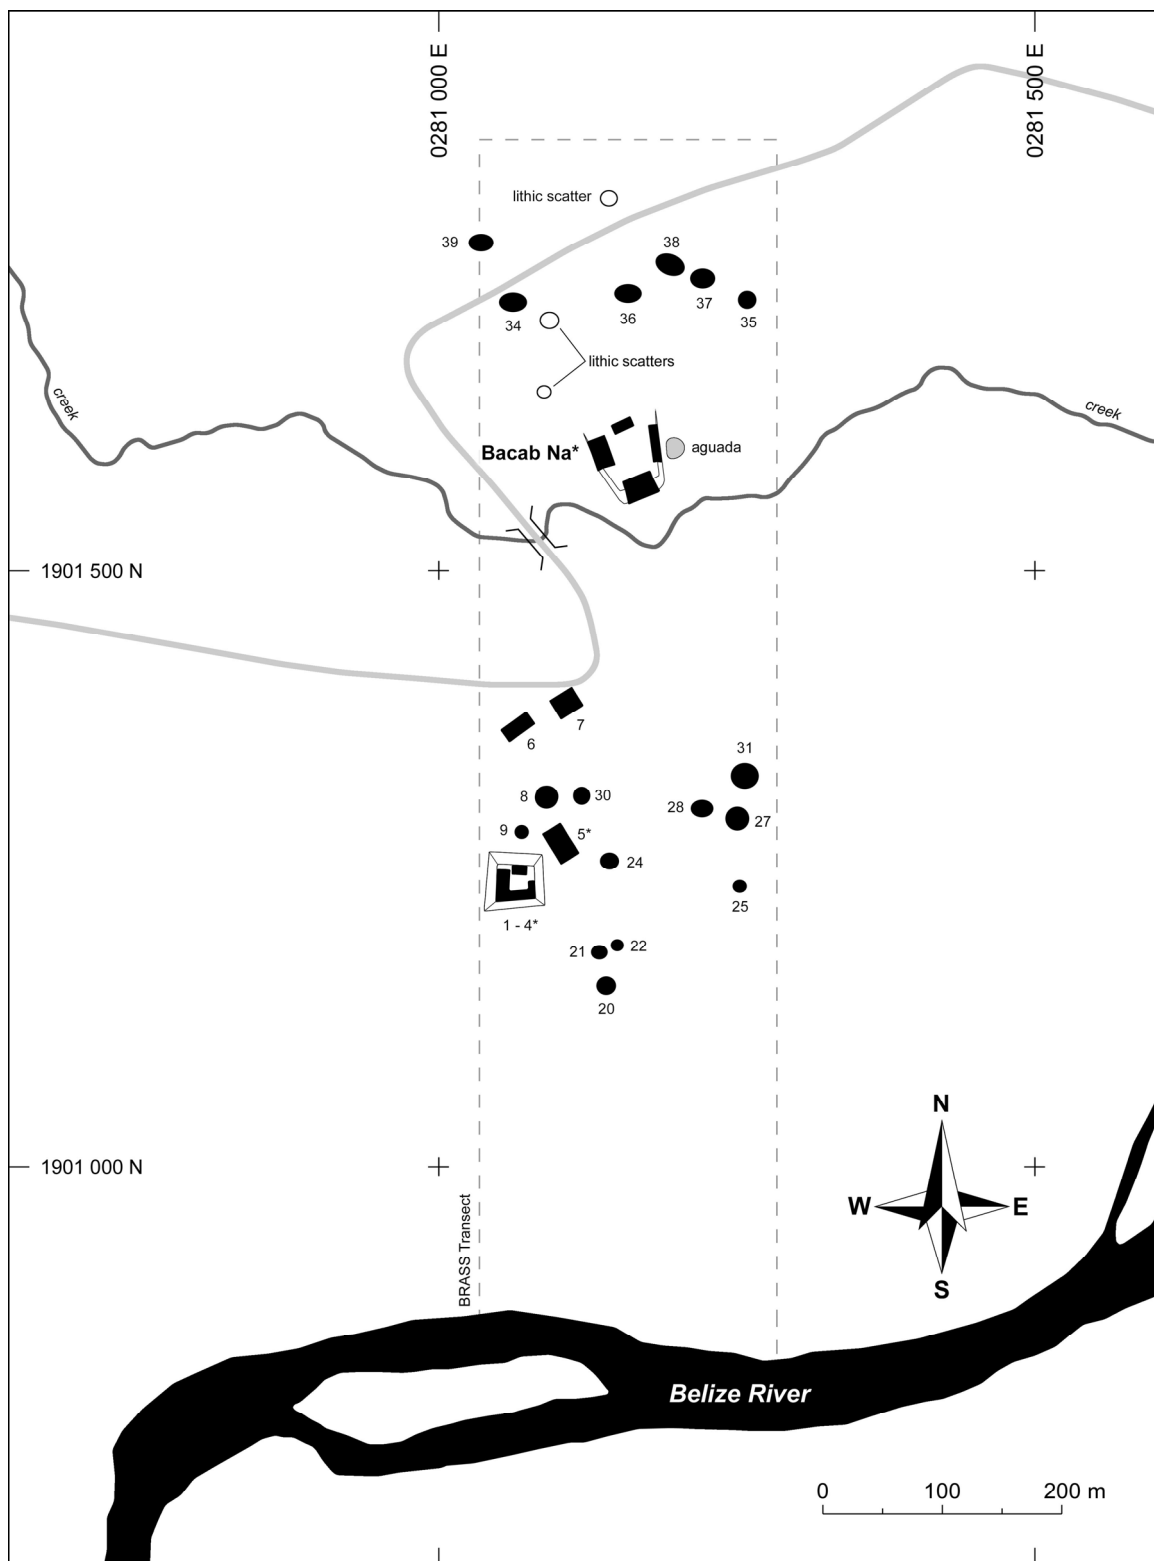 0281 000 E
0281 500 E
lithic scatter
39
38
34
36
37
35
lithic scatters
creek
creek
Bacab Na*
aguada
1901 500 N
7
6
31
8
30
28
27
9
5*
24
25
1 - 4*
21
22
20
N
W
E
S
1901 000 N
BRASS Transect
Belize River
0
100
200 m